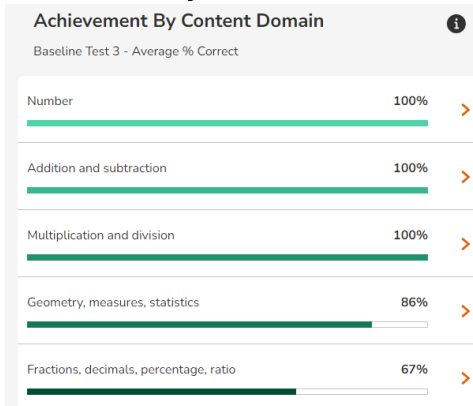 Achievement By Content Domain
Baseline Test 3 - Average % Correct
Number 100%
Addition and subtraction 100%
Multiplication and division 100%
Geometry, measures, statistics 86%
Fractions, decimals, percentage, ratio 67%